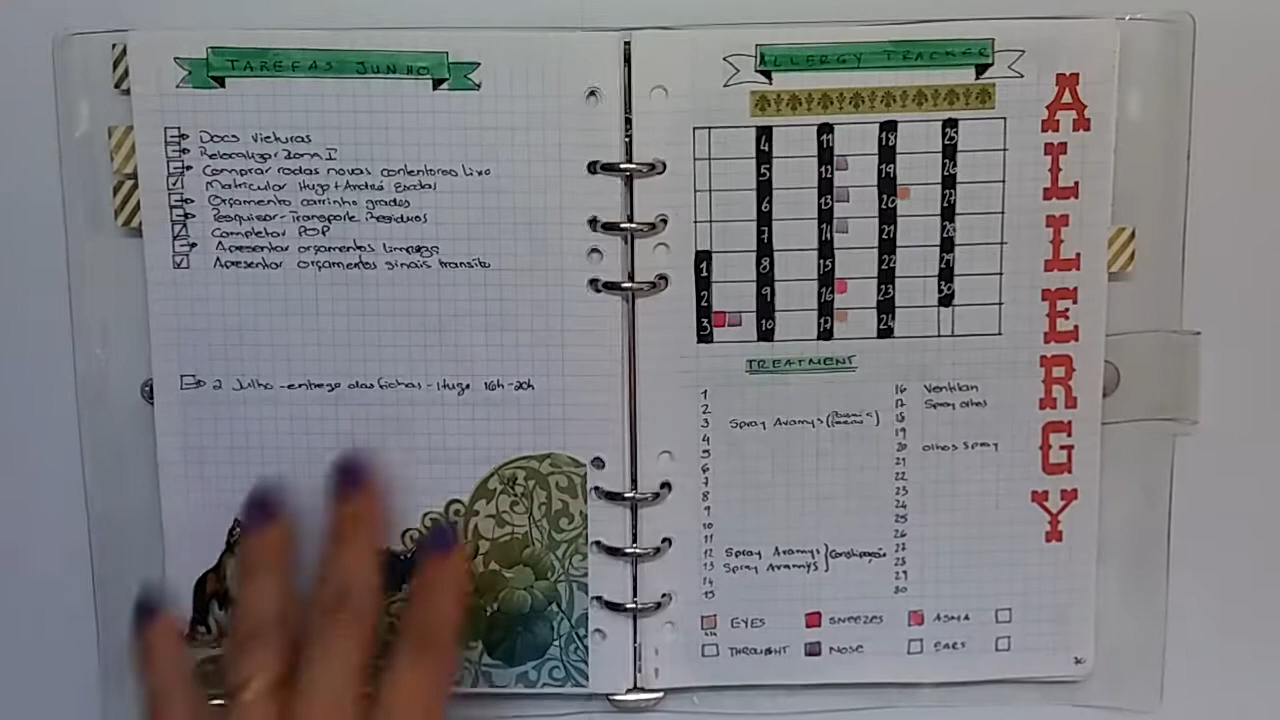 TAREFAS JUNHO
Docs Vieturas
Relocalizar Zona I
Comprar rodas novas contentores lixo
Matricular Hugo + André Escolas
Orçamento carrinho grades
Pesquisar - Transporte Residuos
Completar POP
Apresentar orçamentos limpeza
Apresentar orçamentos sinais transito
2 Julho - entrega das fichas - Hugo 16h-20h
ALLERGY TRACKER
4 11 18 25
5 12 19 26
6 13 20 27
7 14 21 28
1 8 15 22 29
2 9 16 23 30
3 10 17 24
TREATMENT
1
2
3 Spray Avamys
4
5
6
7
8
9
10
11
12 Spray Avamys
13 Spray Avamys
Constipação
14
15
16 Ventilan
17 Spray olhos
18
19
20 olhos Spray
21
22
23
24
25
26
27
28
29
30
EYES SNEEZES ASMA
THROUGHT NOSE EARS
ALLERGY